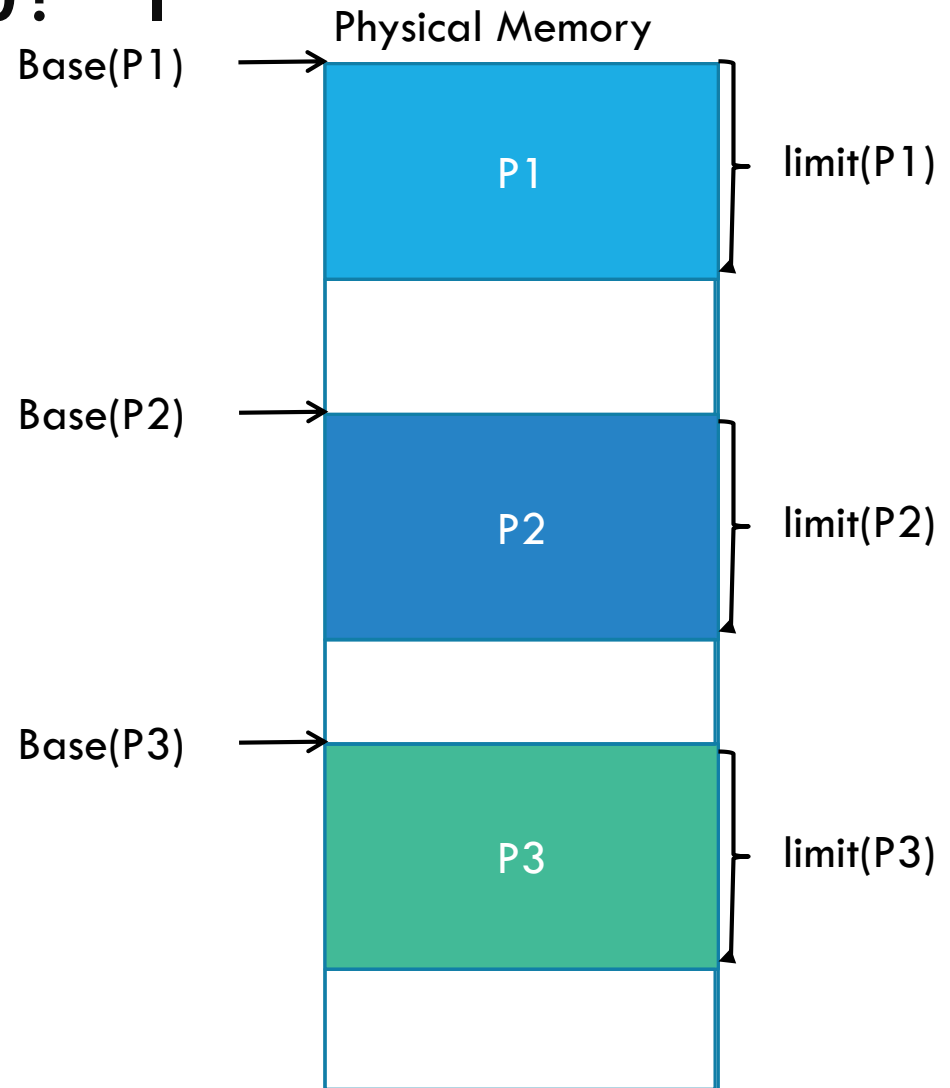 Physical Memory
Base(P1)
P1
limit(P1)
Base(P2)
P2
limit(P2)
Base(P3)
P3
limit(P3)